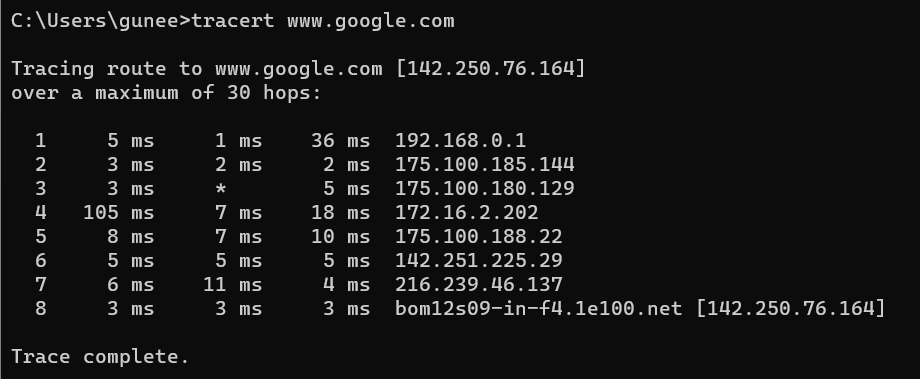 C:\Users\gunee>tracert www.google.com
Tracing route to www.google.com [142.250.76.164]
over a maximum of 30 hops:
1 5 ms 1 ms 36 ms 192.168.0.1
2 3 ms 2 ms 2 ms 175.100.185.144
3 3 ms * 5 ms 175.100.180.129
4 105 ms 7 ms 18 ms 172.16.2.202
5 8 ms 7 ms 10 ms 175.100.188.22
6 5 ms 5 ms 5 ms 142.251.225.29
7 6 ms 11 ms 4 ms 216.239.46.137
8 3 ms 3 ms 3 ms bom12s09-in-f4.1e100.net [142.250.76.164]
Trace complete.